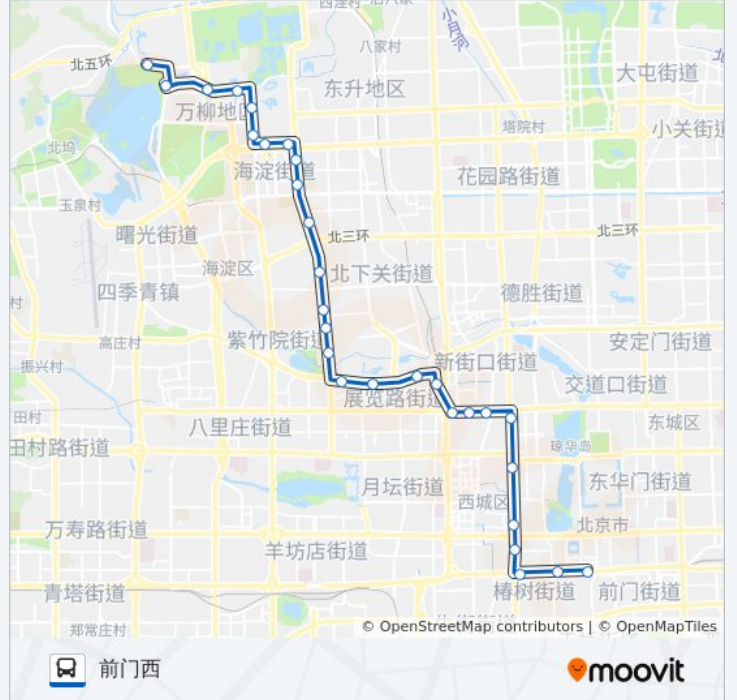 北五环
八家村
小月河
东升地区
大屯街道
万柳地区
塔院村
小关街道
北坞
海淀街道
花园路街道
玉泉村
曙光街道
北三环
北三环
海淀区
北下关街道
四季青镇
德胜街道
村
高庄村
紫竹院街道
安定门街道
新街口街道
振兴村
交道口街道
展览路街道
田村
八里庄街道
东城区
田村路街道
琼华岛
月坛街道
东华门街道
西城区
万寿路街道
北京市
羊坊店街道
青塔街道
椿树街道
前门街道
郑常庄村
© OpenStreetMap contributors | © OpenMapTiles
前门西
moovit